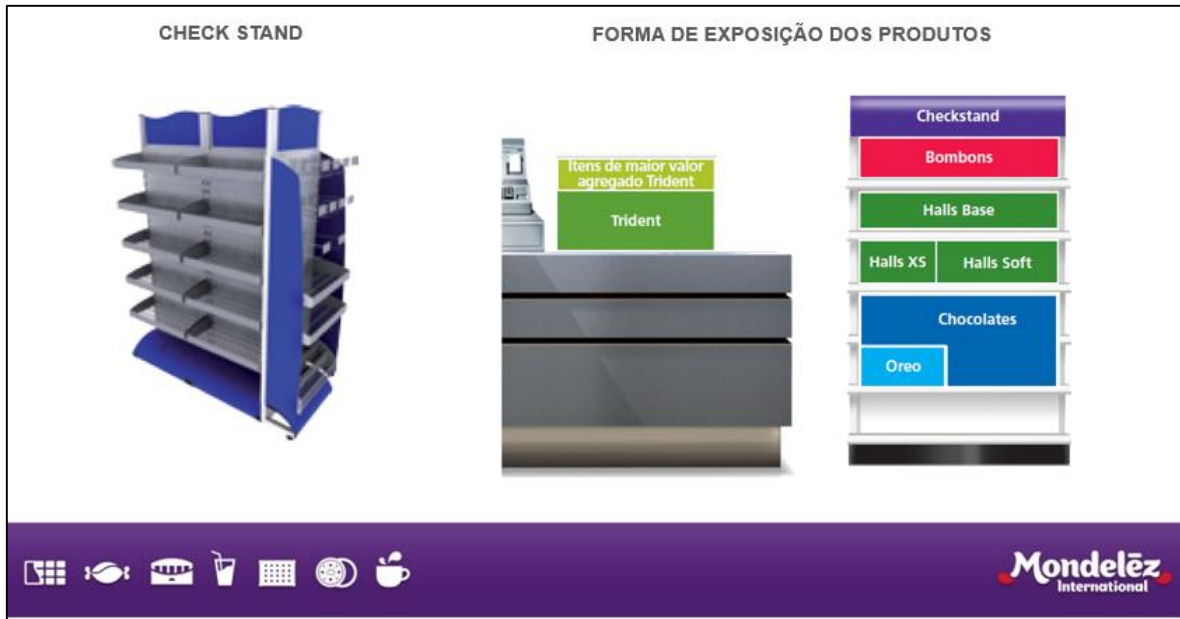 CHECK STAND
FORMA DE EXPOSIÇÃO DOS PRODUTOS
Itens de maior valor
agregado Trident
Trident
Checkstand
Bombons
Halls Base
Halls XS
Halls Soft
Chocolates
Oreo
Mondelēz
International